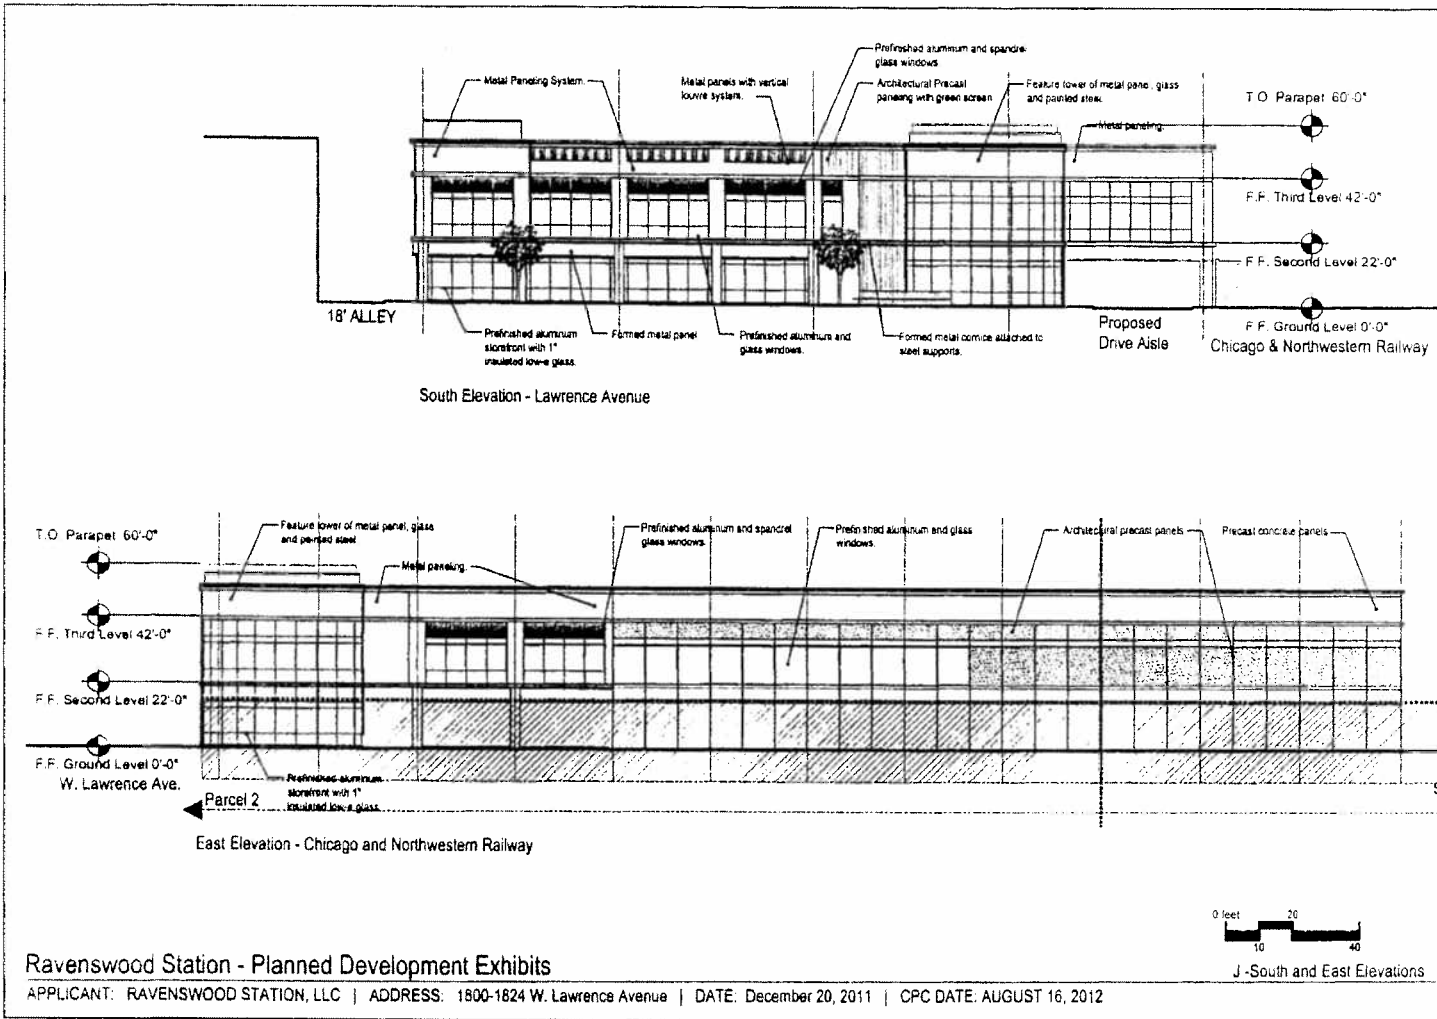 Prefinished aluminum and spandrel
glass windows.
Metal Paneling System.
Metal panels with vertical
louvre system.
Architectural Precast
paneling with green screen
Feature tower of metal panel, glass
and painted steel.
Metal paneling.
T.O. Parapet 60'-0"
F.F. Third Level 42'-0"
F.F. Second Level 22'-0"
F.F. Ground Level 0'-0"
18' ALLEY
Prefinished aluminum
storefront with 1"
insulated low-e glass.
Formed metal panel
Prefinished aluminum and
glass windows.
Formed metal cornice attached to
steel supports.
Proposed
Drive Aisle
Chicago & Northwestern Railway
South Elevation - Lawrence Avenue
T.O. Parapet 60'-0"
Feature tower of metal panel, glass
and painted steel
Metal paneling.
Prefinished aluminum and spandrel
glass windows.
Prefinished aluminum and glass
windows.
Architectural precast panels
Precast concrete panels
F.F. Third Level 42'-0"
F.F. Second Level 22'-0"
F.F. Ground Level 0'-0"
W. Lawrence Ave.
Prefinished aluminum
storefront with 1"
insulated low-e glass.
Parcel 2
S
East Elevation - Chicago and Northwestern Railway
0 feet 20
10 40
J -South and East Elevations
Ravenswood Station - Planned Development Exhibits
APPLICANT: RAVENSWOOD STATION, LLC | ADDRESS: 1800-1824 W. Lawrence Avenue | DATE: December 20, 2011 | CPC DATE: AUGUST 16, 2012